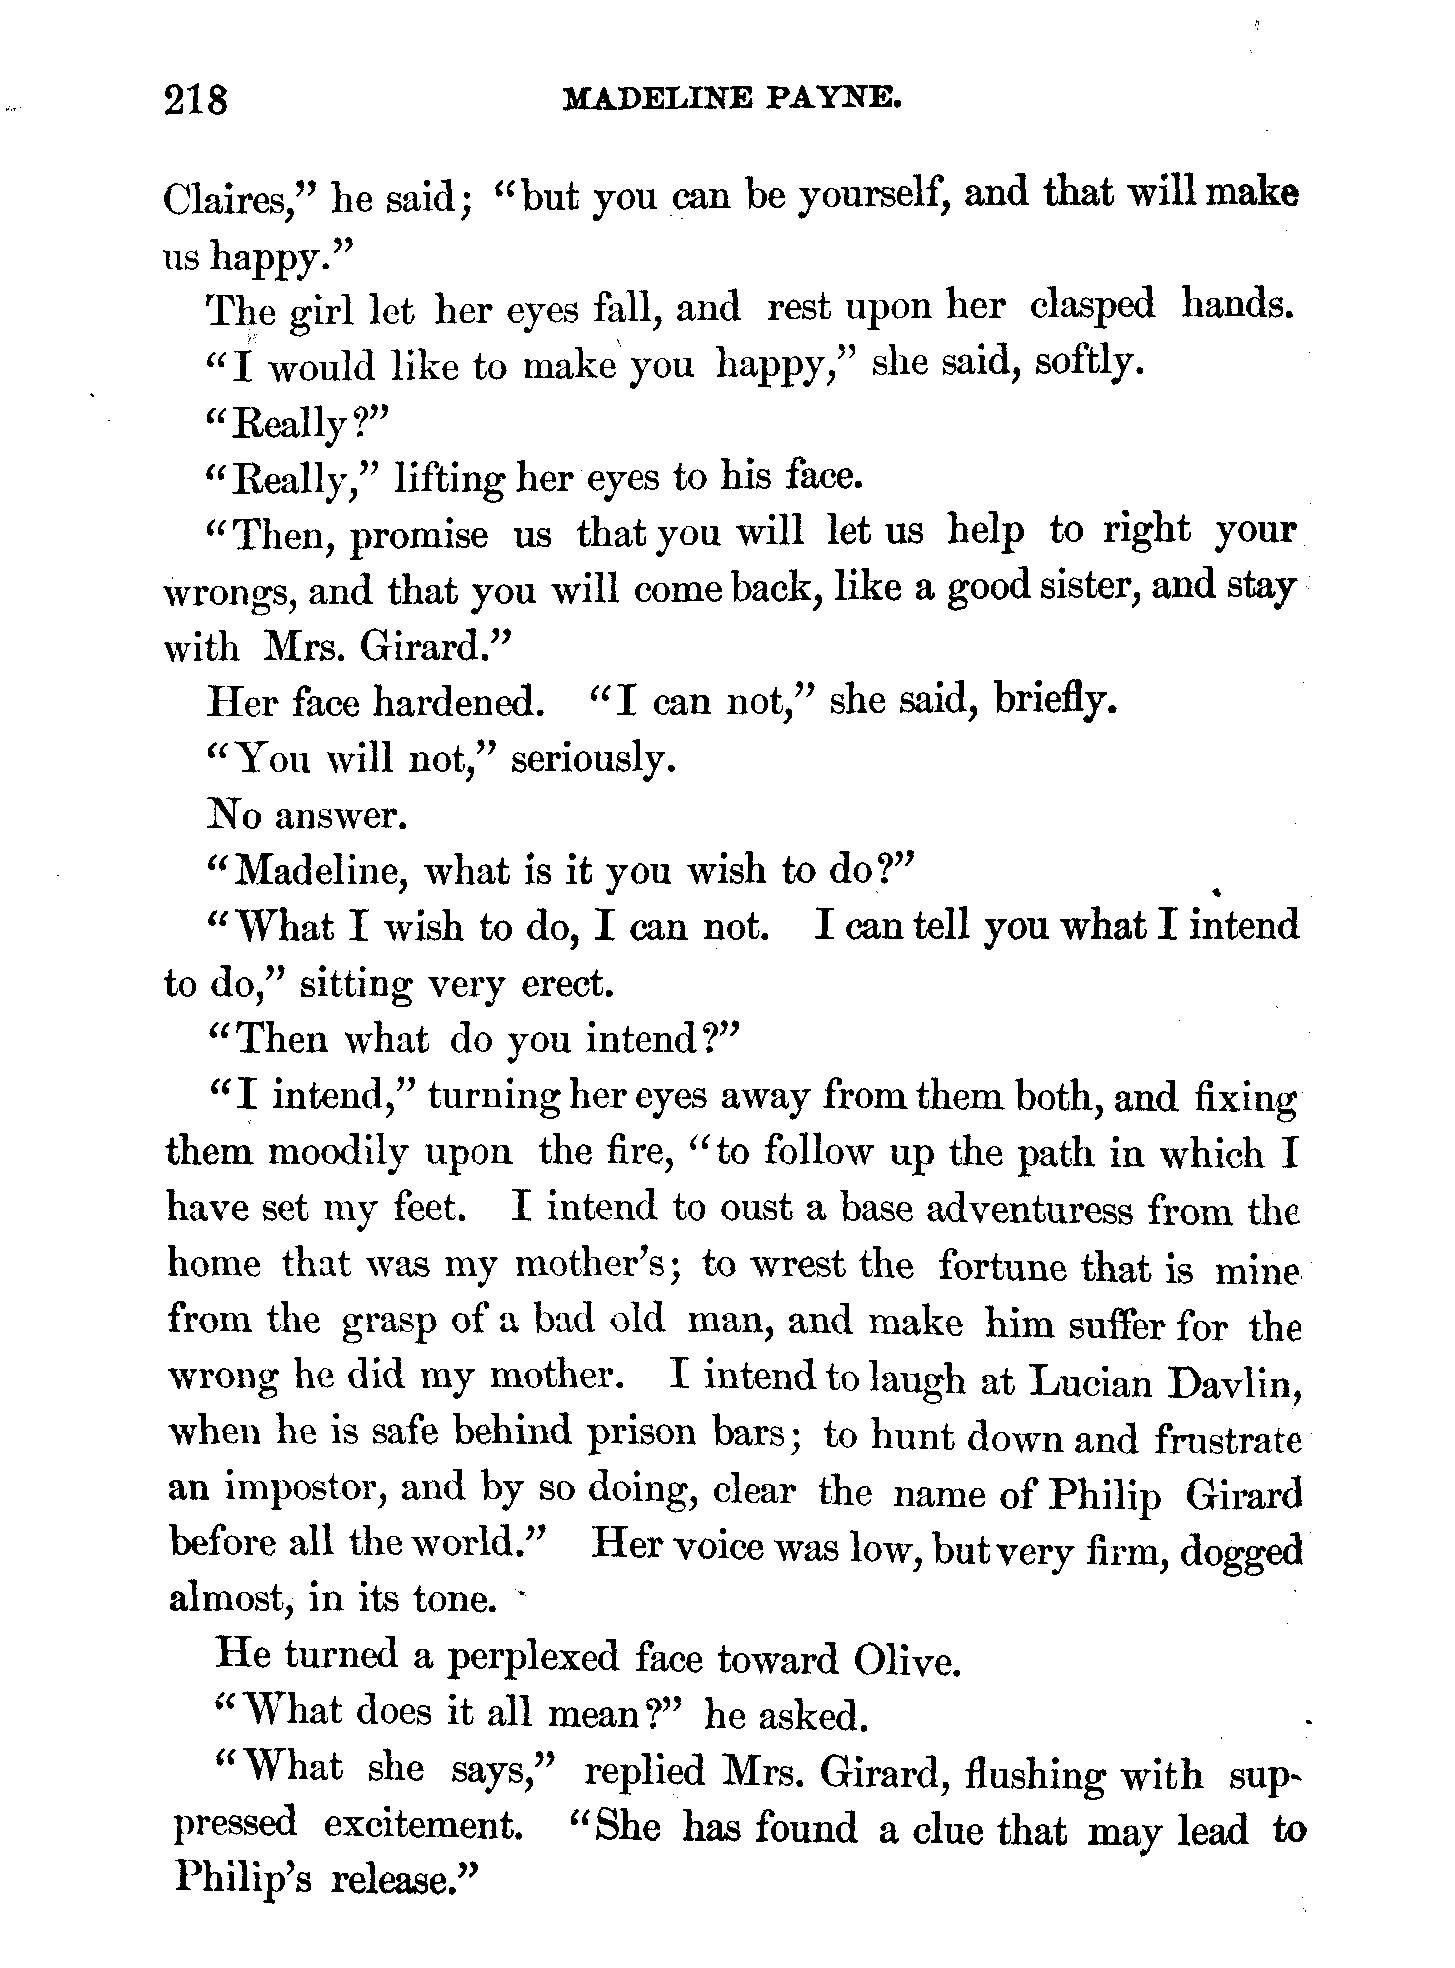 218 MADELINE PAYNE.
Claires,” he said; “but you can be yourself, and that will make
us happy.”
The girl let her eyes fall, and rest upon her clasped hands.
“I would like to make you happy,” she said, softly.
“Really?”
“Really,” lifting her eyes to his face.
“Then, promise us that you will let us help to right your
wrongs, and that you will come back, like a good sister, and stay
with Mrs. Girard.”
Her face hardened. “I can not,” she said, briefly.
“You will not,” seriously.
No answer.
“Madeline, what is it you wish to do?”
“What I wish to do, I can not. I can tell you what I intend
to do,” sitting very erect.
“Then what do you intend?”
“I intend,” turning her eyes away from them both, and fixing
them moodily upon the fire, “to follow up the path in which I
have set my feet. I intend to oust a base adventuress from the
home that was my mother’s; to wrest the fortune that is mine
from the grasp of a bad old man, and make him suffer for the
wrong he did my mother. I intend to laugh at Lucian Davlin,
when he is safe behind prison bars; to hunt down and frustrate
an impostor, and by so doing, clear the name of Philip Girard
before all the world.” Her voice was low, but very firm, dogged
almost, in its tone.
He turned a perplexed face toward Olive.
“What does it all mean?” he asked.
“What she says,” replied Mrs. Girard, flushing with sup-
pressed excitement. “She has found a clue that may lead to
Philip’s release.”